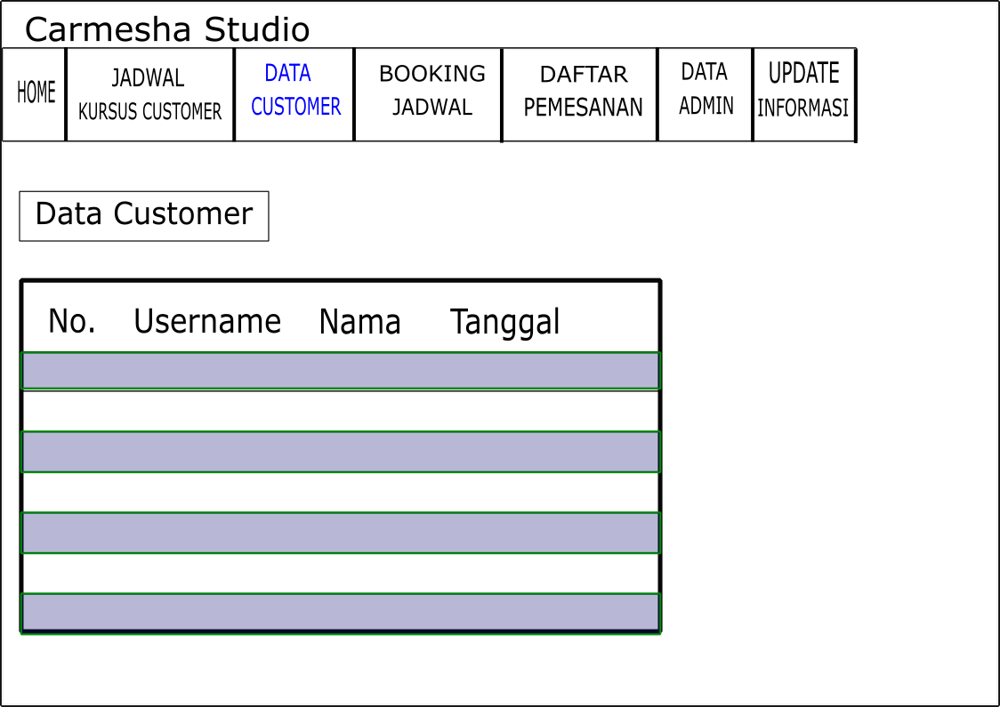 Carmesha Studio
HOME
JADWAL
KURSUS CUSTOMER
DATA
CUSTOMER
BOOKING
JADWAL
DAFTAR
PEMESANAN
DATA
ADMIN
UPDATE
INFORMASI
Data Customer
No. Username Nama Tanggal